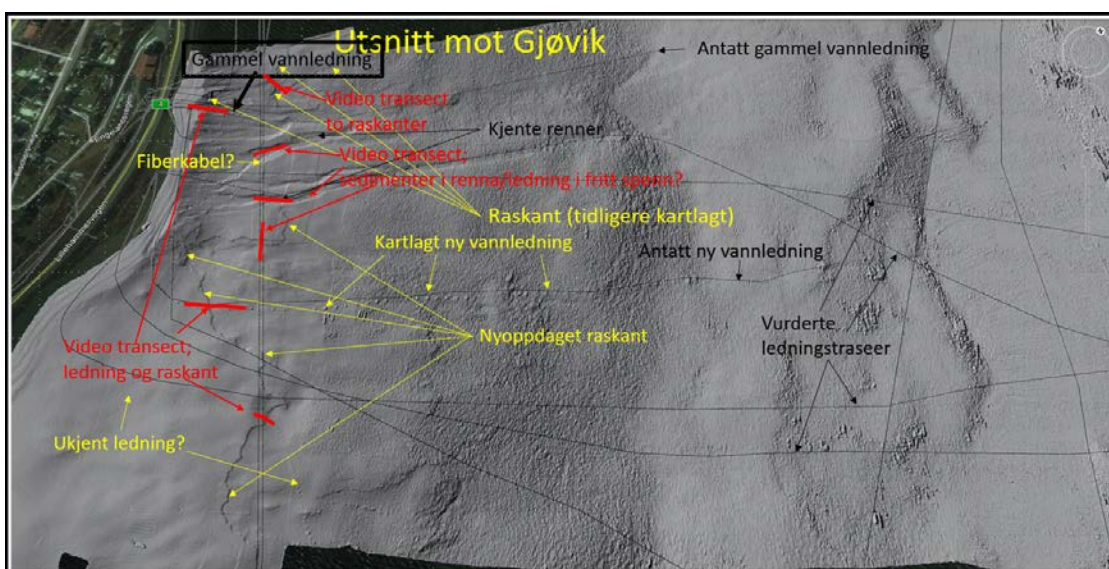 Utsnitt mot Gjøvik
Antatt gammel vannledning
Gammel vannledning
4
Video transect
to raskanter
Kjente renner
Fiberkabel?
Video transect;
segmenter i renna/ledning i fritt spenn?
Raskant (tidligere kartlagt)
Kartlagt ny vannledning
Antatt ny vannledning
Nyoppdaget raskant
Vurderte
ledningstraseer
Video transect;
ledning og raskant
Ukjent ledning?